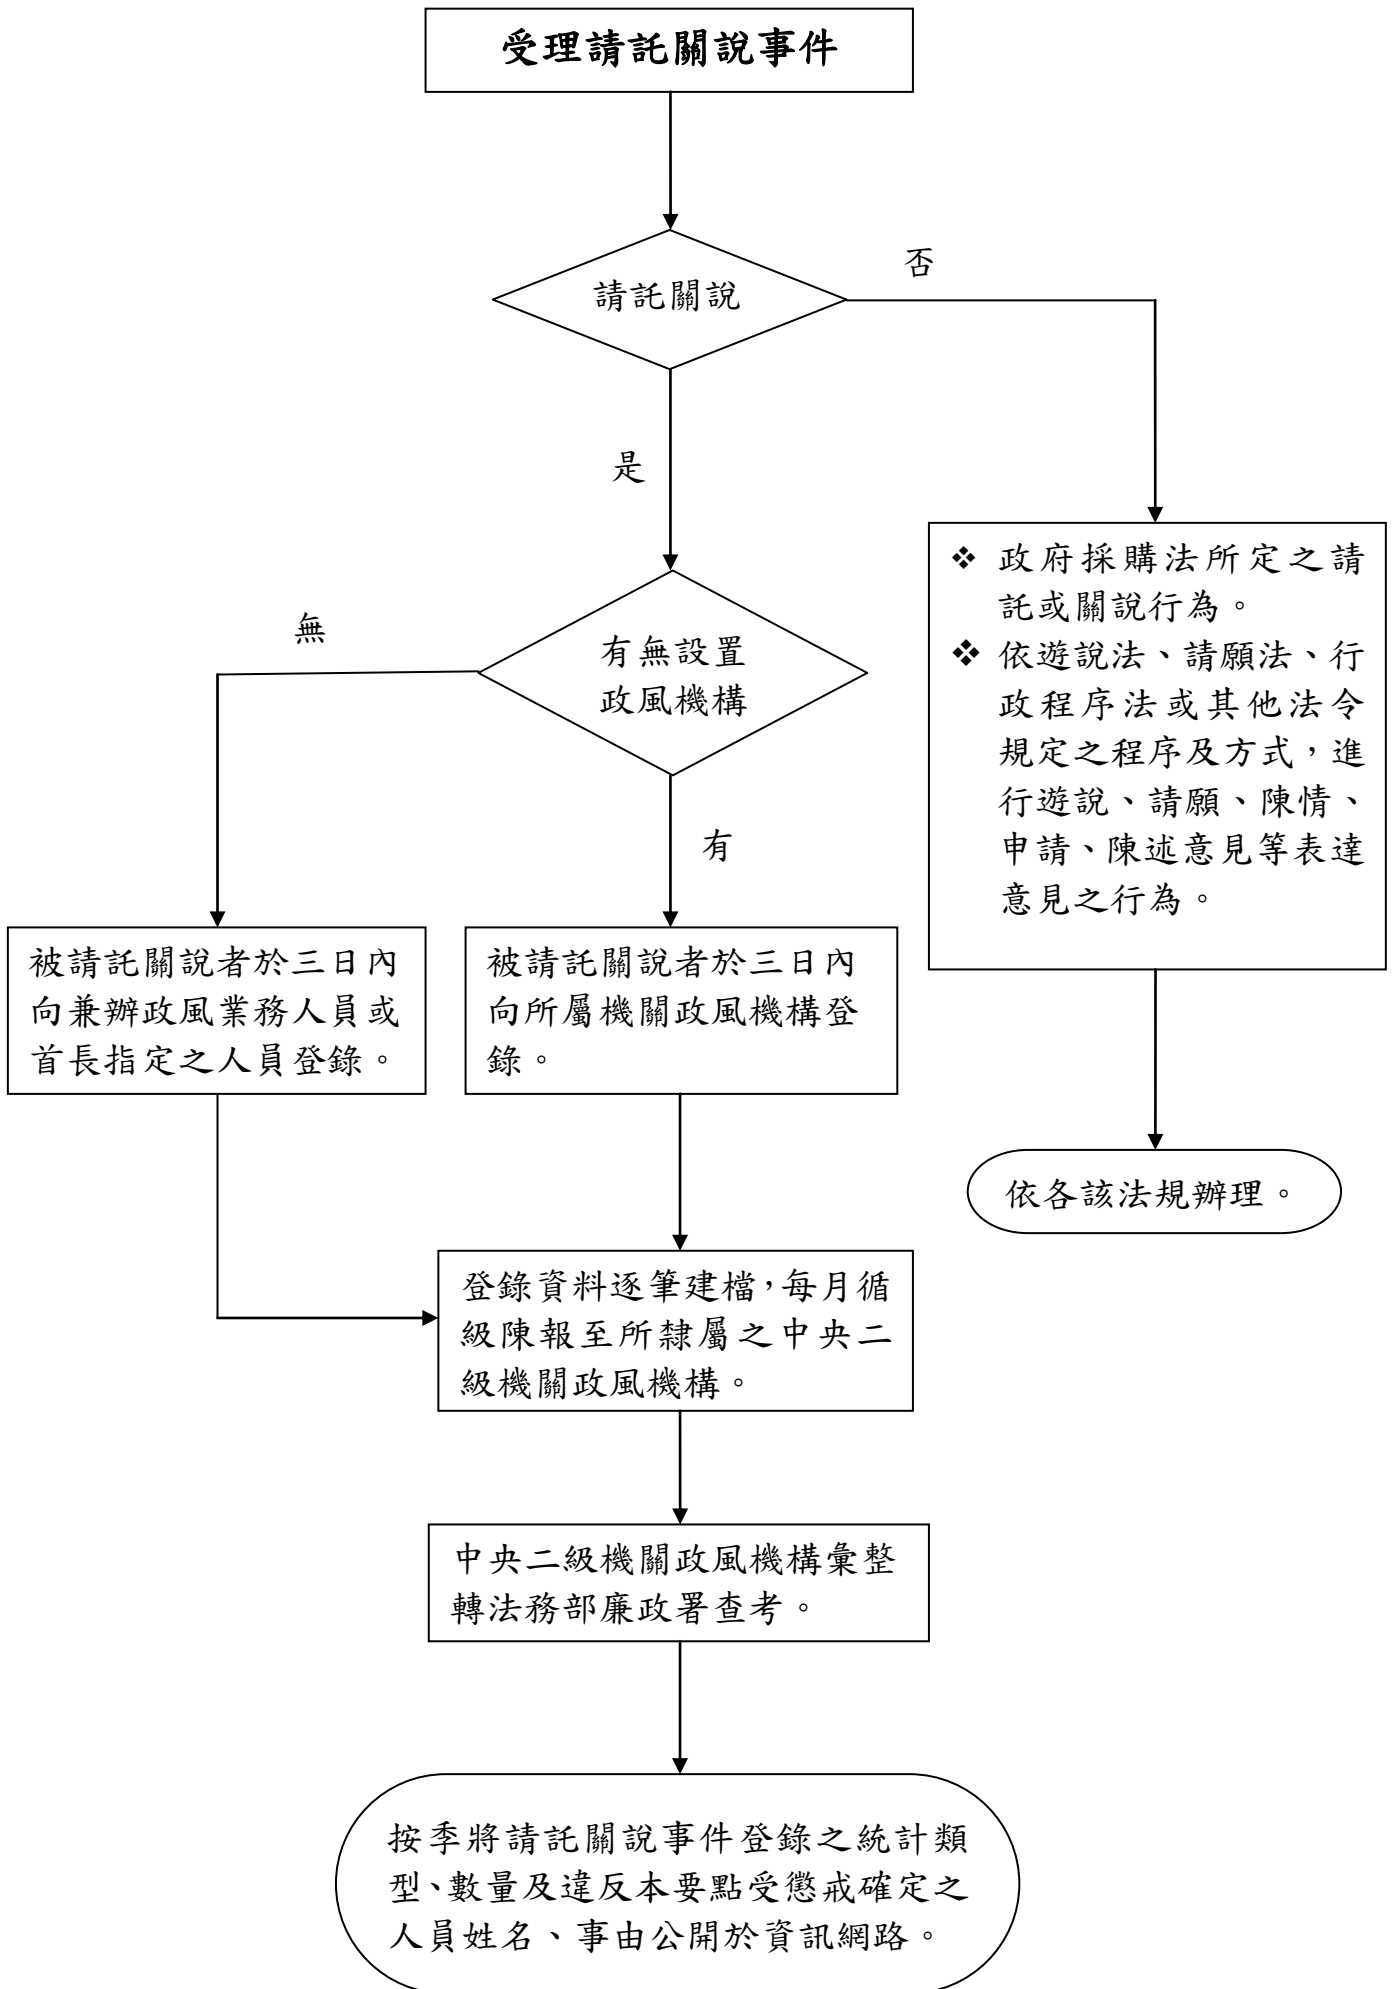 受理請託關說事件
請託關說
否
是
有無設置
政風機構
無
有
❖ 政府採購法所定之請
託或關說行為。
❖ 依遊說法、請願法、行
政程序法或其他法令
規定之程序及方式，進
行遊說、請願、陳情、
申請、陳述意見等表達
意見之行為。
被請託關說者於三日內
向兼辦政風業務人員或
首長指定之人員登錄。
被請託關說者於三日內
向所屬機關政風機構登
錄。
依各該法規辦理。
登錄資料逐筆建檔，每月循
級陳報至所隸屬之中央二
級機關政風機構。
中央二級機關政風機構彙整
轉法務部廉政署查考。
按季將請託關說事件登錄之統計類
型、數量及違反本要點受懲戒確定之
人員姓名、事由公開於資訊網路。